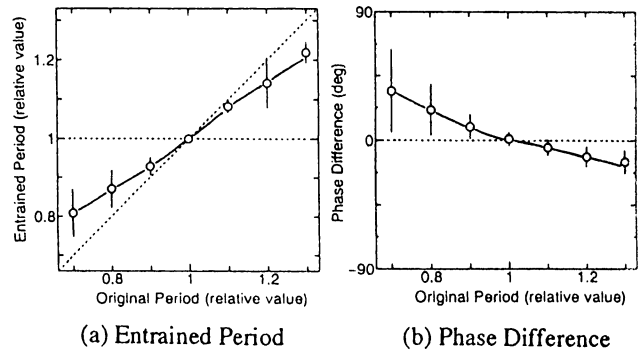 Entrained Period (relative value)
1.2
1
0.8
0.8
1.2
Original Period (relative value)
(a) Entrained Period
Phase Difference (deg)
90
0
-90
0.8
1
1.2
Original Period (relative value)
(b) Phase Difference